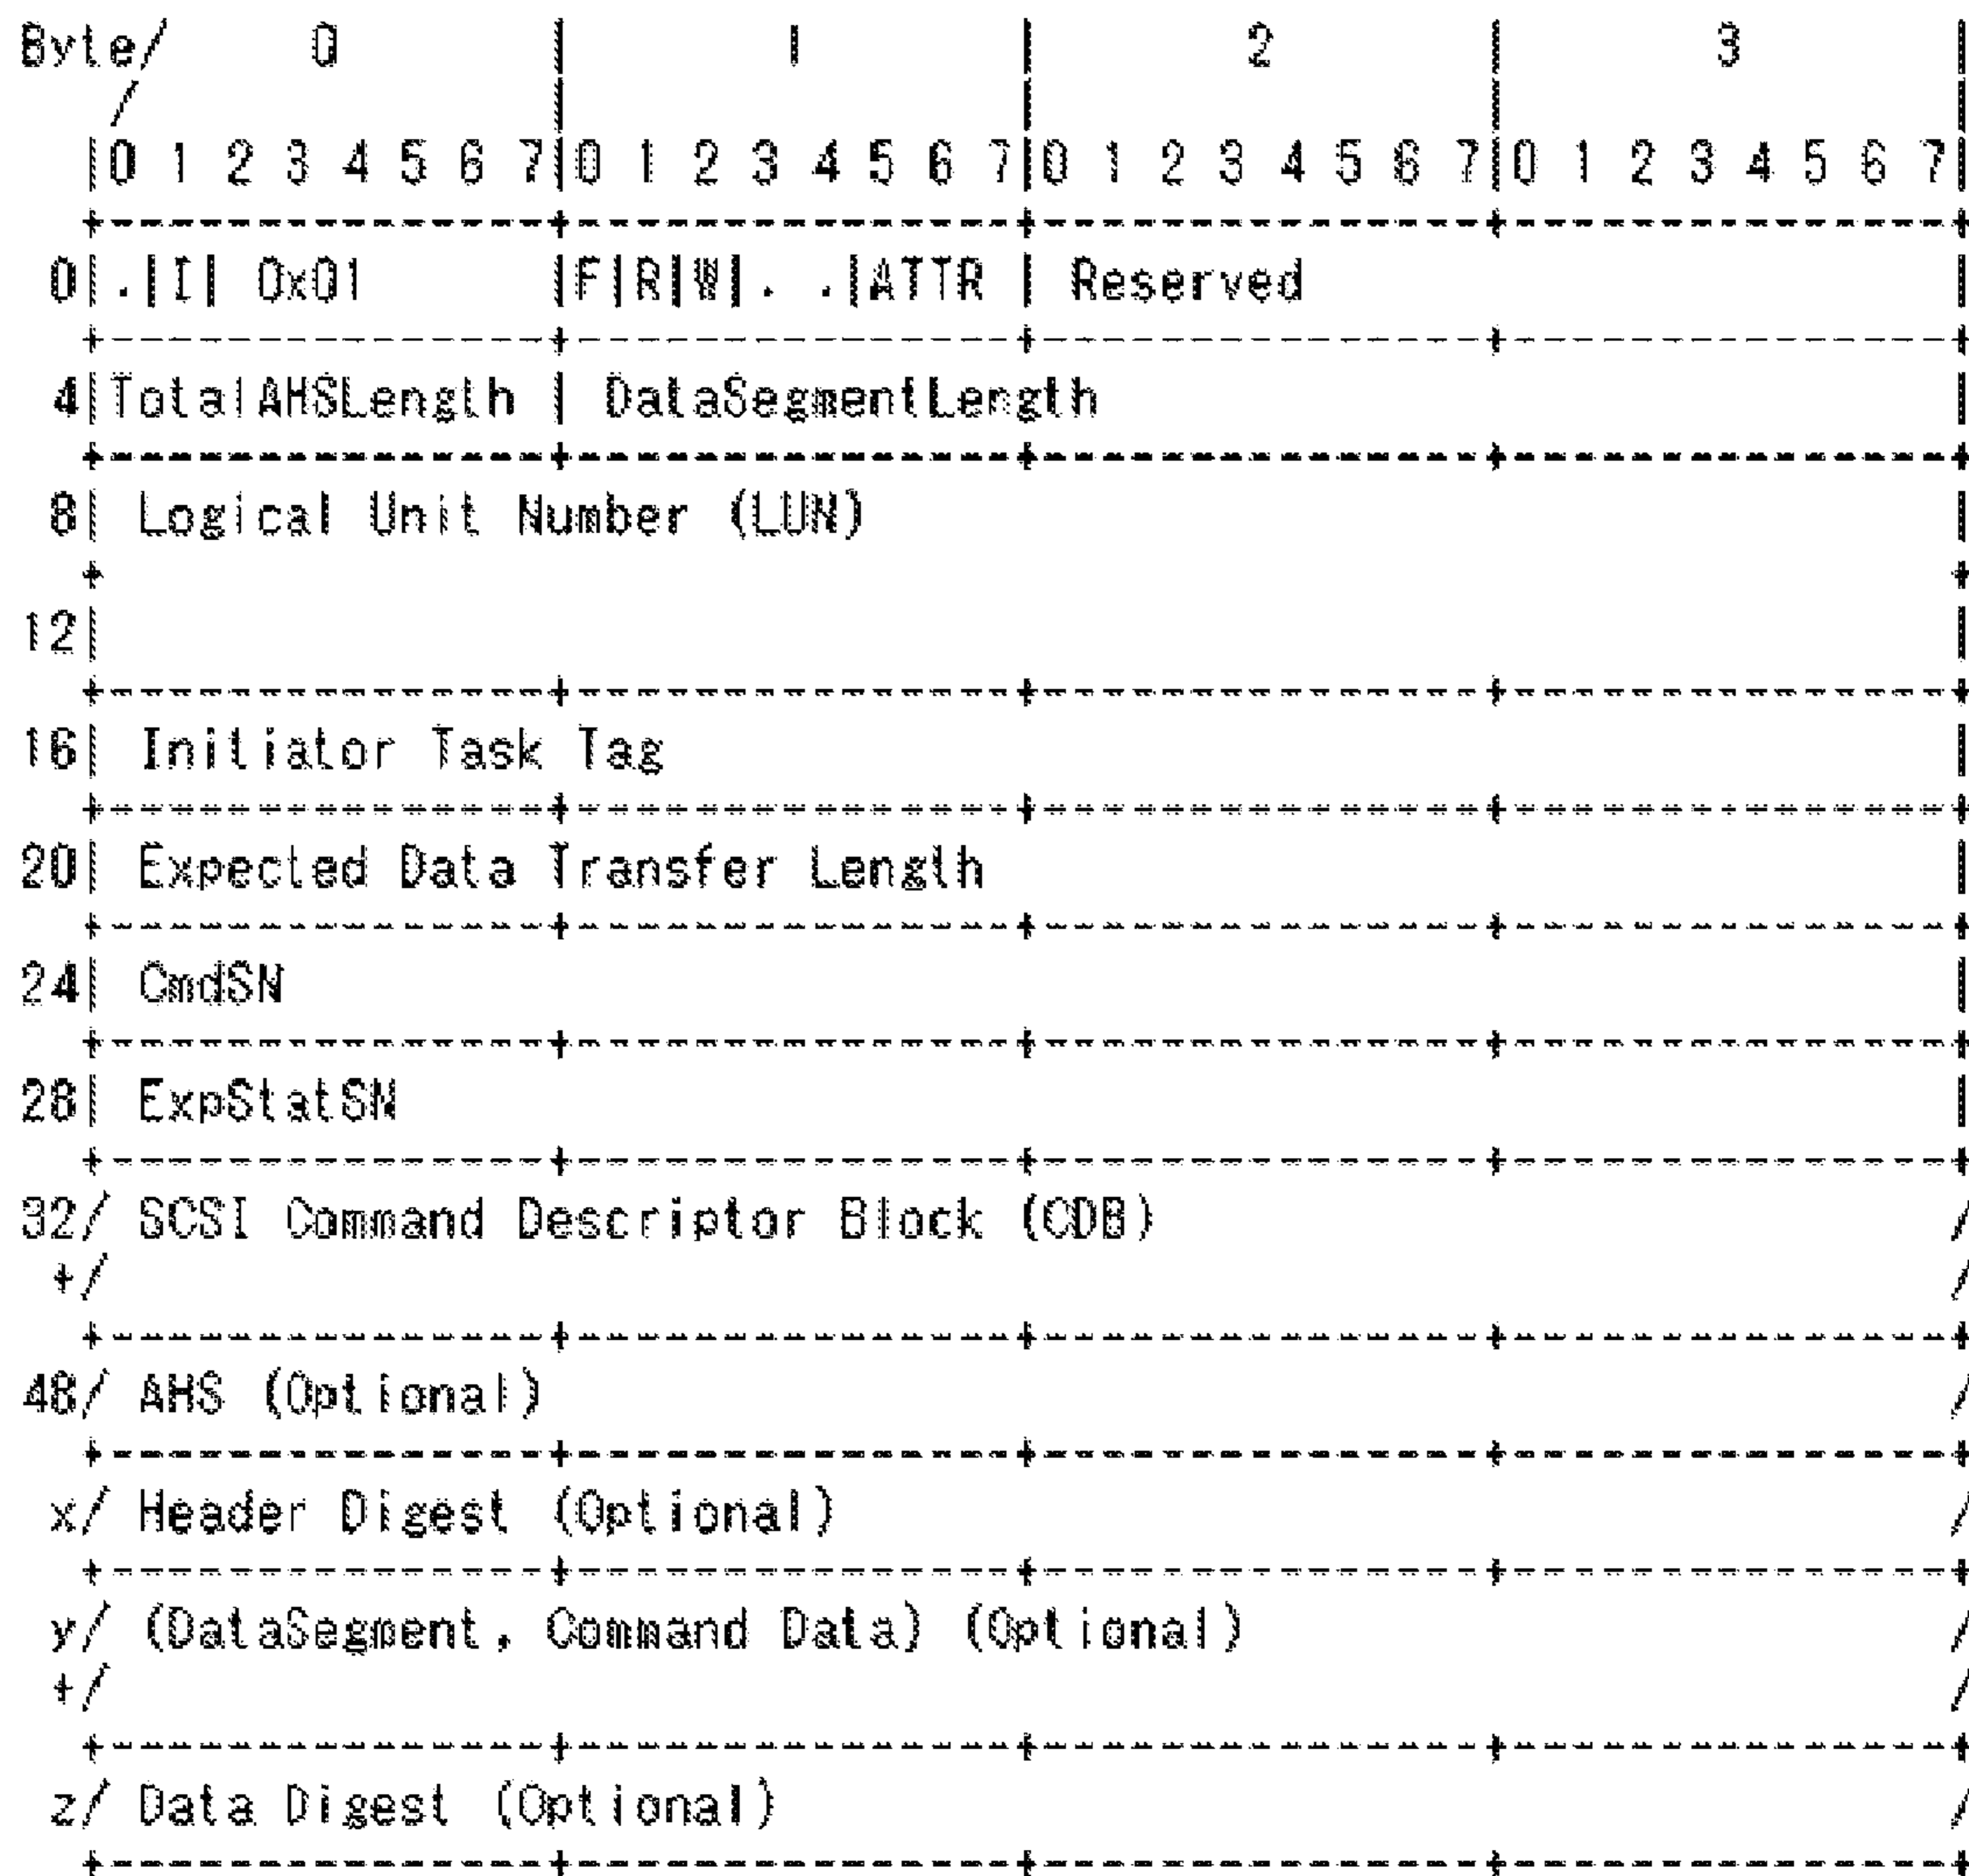 Byte/     0       |       1       |       2       |       3       |
   /              |               |               |               |
  |0 1 2 3 4 5 6 7|0 1 2 3 4 5 6 7|0 1 2 3 4 5 6 7|0 1 2 3 4 5 6 7|
  +---------------+---------------+---------------+---------------+
 0|.|I| 0x01      |F|R|W|. .|ATTR | Reserved                      |
  +---------------+---------------+---------------+---------------+
 4|TotalAHSLength | DataSegmentLength                             |
  +---------------+---------------+---------------+---------------+
 8| Logical Unit Number (LUN)                                     |
  +                                                               +
12|                                                               |
  +---------------+---------------+---------------+---------------+
16| Initiator Task Tag                                            |
  +---------------+---------------+---------------+---------------+
20| Expected Data Transfer Length                                 |
  +---------------+---------------+---------------+---------------+
24| CmdSN                                                         |
  +---------------+---------------+---------------+---------------+
28| ExpStatSN                                                     |
  +---------------+---------------+---------------+---------------+
32/ SCSI Command Descriptor Block (CDB)                           /
 +/                                                               /
  +---------------+---------------+---------------+---------------+
48/ AHS (Optional)                                                /
  +---------------+---------------+---------------+---------------+
 x/ Header Digest (Optional)                                      /
  +---------------+---------------+---------------+---------------+
 y/ (DataSegment, Command Data) (Optional)                        /
 +/                                                               /
  +---------------+---------------+---------------+---------------+
 z/ Data Digest (Optional)                                        /
  +---------------+---------------+---------------+---------------+